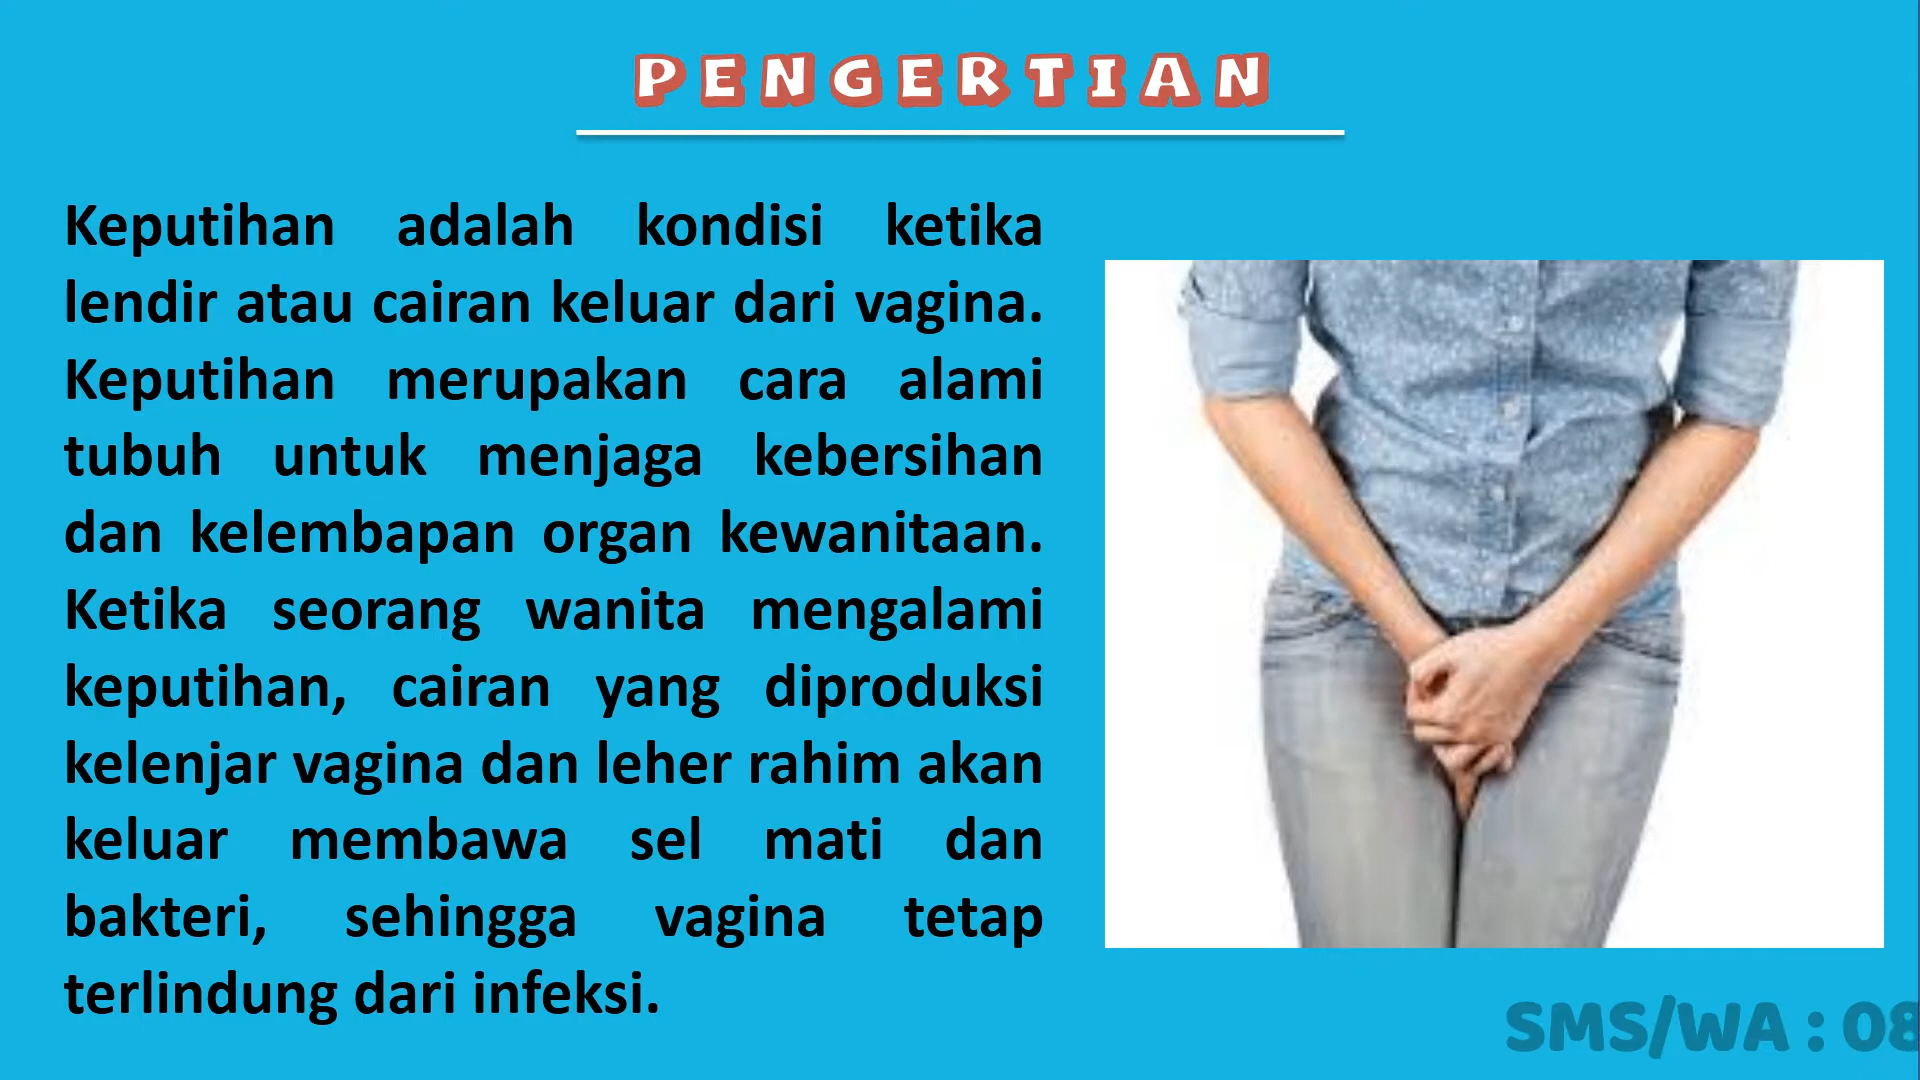 PENGERTIAN
Keputihan adalah kondisi ketika
lendir atau cairan keluar dari vagina.
Keputihan merupakan cara alami
tubuh untuk menjaga kebersihan
dan kelembapan organ kewanitaan.
Ketika seorang wanita mengalami
keputihan, cairan yang diproduksi
kelenjar vagina dan leher rahim akan
keluar membawa sel mati dan
bakteri, sehingga vagina tetap
terlindung dari infeksi.
SMS/WA : 08